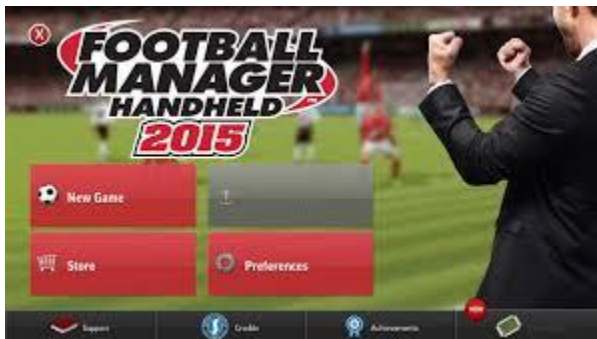 X
FOOTBALL
MANAGER
HANDHELD
2015
New Game
Store
Preferences
Support
Credits
Achievements
NEW